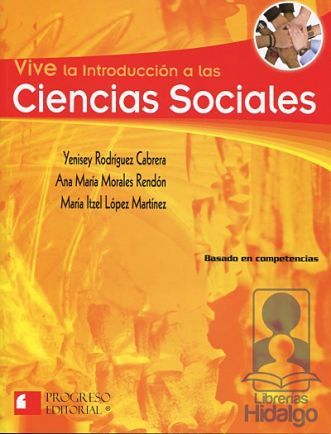 Vive la Introducción a las
Ciencias Sociales
Yenisey Rodríguez Cabrera
Ana María Morales Rendón
María Itzel López Martínez
Basado en competencias
PROGRESO
EDITORIAL ®
Librerías
Hidalgo